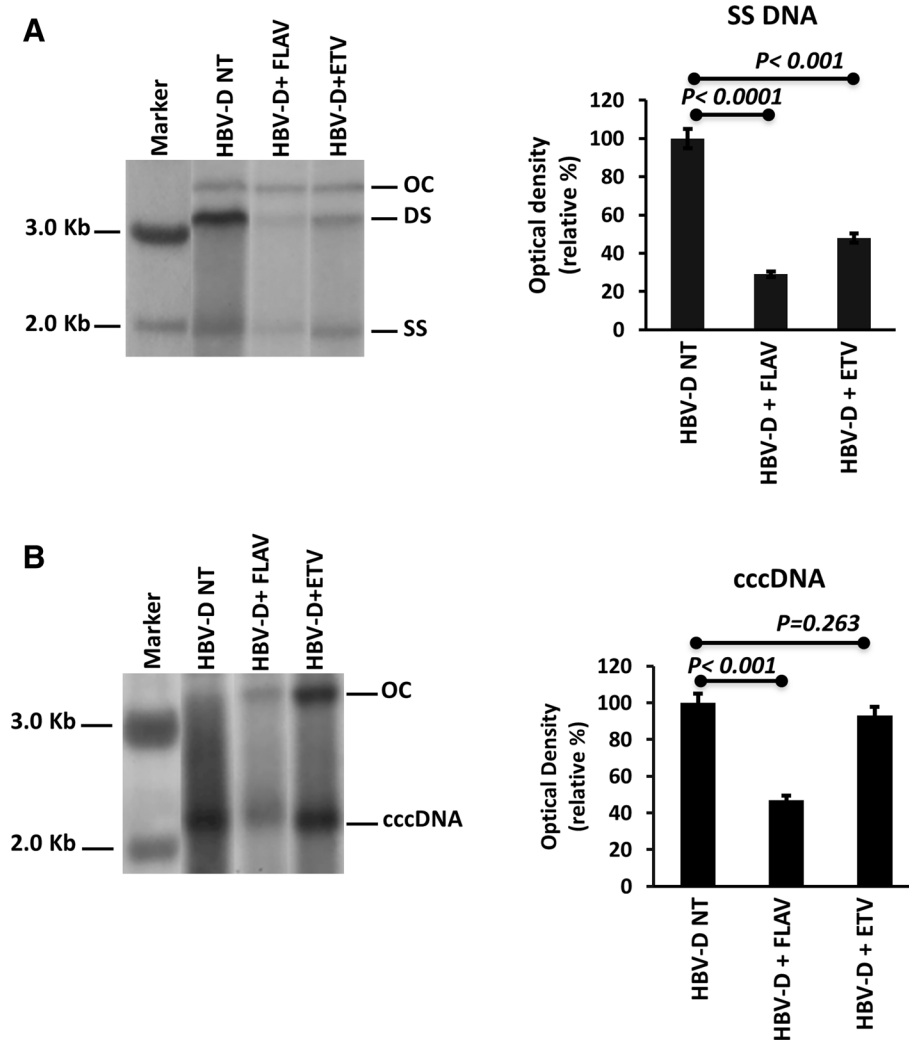 A
Marker
HBV-D NT
HBV-D+ FLAV
HBV-D+ETV
3.0 Kb
2.0 Kb
OC
DS
SS
SS DNA
P< 0.001
P< 0.0001
Optical density
(relative %)
120
100
80
60
40
20
0
HBV-D NT
HBV-D + FLAV
HBV-D + ETV
B
Marker
HBV-D NT
HBV-D+ FLAV
HBV-D+ETV
3.0 Kb
2.0 Kb
OC
cccDNA
cccDNA
P=0.263
P< 0.001
Optical Density
(relative %)
120
100
80
60
40
20
0
HBV-D NT
HBV-D + FLAV
HBV-D + ETV